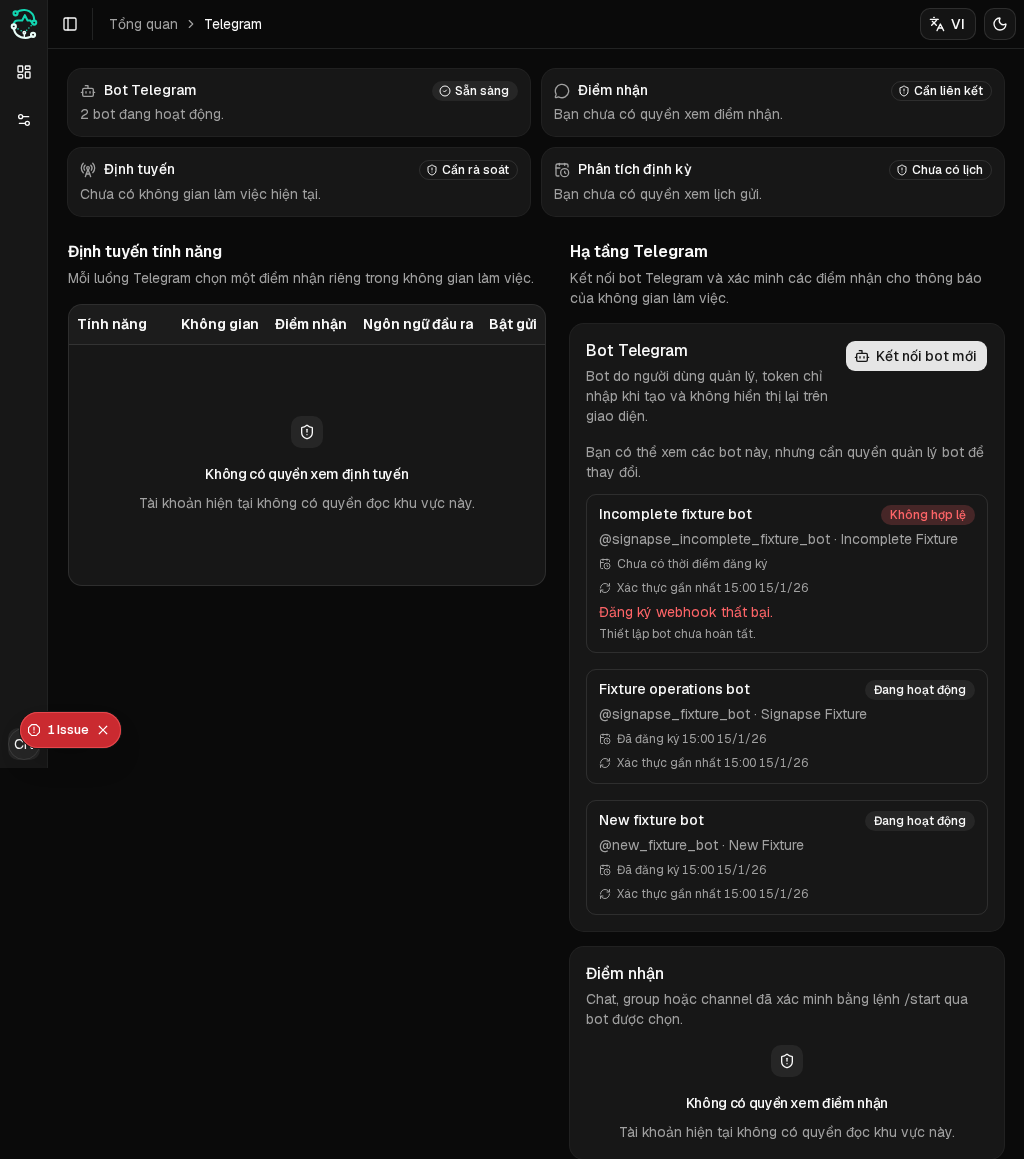 Tổng quan > Telegram
VI
Bot Telegram
Sẵn sàng
2 bot đang hoạt động.
Điểm nhận
Cần liên kết
Bạn chưa có quyền xem điểm nhận.
Định tuyến
Cần rà soát
Chưa có không gian làm việc hiện tại.
Phân tích định kỳ
Chưa có lịch
Bạn chưa có quyền xem lịch gửi.
Định tuyến tính năng
Mỗi luồng Telegram chọn một điểm nhận riêng trong không gian làm việc.
Tính năng Không gian Điểm nhận Ngôn ngữ đầu ra Bật gửi
Không có quyền xem định tuyến
Tài khoản hiện tại không có quyền đọc khu vực này.
Hạ tầng Telegram
Kết nối bot Telegram và xác minh các điểm nhận cho thông báo
của không gian làm việc.
Bot Telegram
Kết nối bot mới
Bot do người dùng quản lý, token chỉ
nhập khi tạo và không hiển thị lại trên
giao diện.
Bạn có thể xem các bot này, nhưng cần quyền quản lý bot để
thay đổi.
Incomplete fixture bot
Không hợp lệ
@signapse_incomplete_fixture_bot · Incomplete Fixture
Chưa có thời điểm đăng ký
Xác thực gần nhất 15:00 15/1/26
Đăng ký webhook thất bại.
Thiết lập bot chưa hoàn tất.
Fixture operations bot
Đang hoạt động
@signapse_fixture_bot · Signapse Fixture
Đã đăng ký 15:00 15/1/26
Xác thực gần nhất 15:00 15/1/26
New fixture bot
Đang hoạt động
@new_fixture_bot · New Fixture
Đã đăng ký 15:00 15/1/26
Xác thực gần nhất 15:00 15/1/26
Điểm nhận
Chat, group hoặc channel đã xác minh bằng lệnh /start qua
bot được chọn.
Không có quyền xem điểm nhận
Tài khoản hiện tại không có quyền đọc khu vực này.
1 Issue